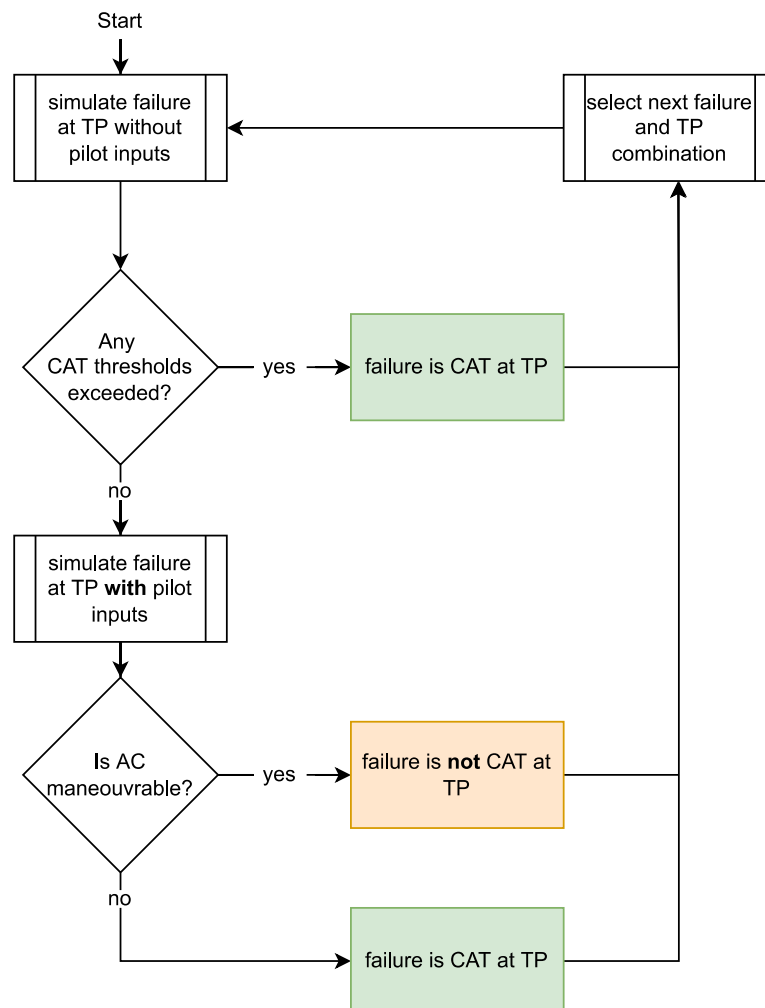 Start
simulate failure
at TP without
pilot inputs
select next failure
and TP
combination
Any
CAT thresholds
exceeded?
yes
failure is CAT at TP
no
simulate failure
at TP with pilot
inputs
Is AC
maneouvrable?
yes
failure is not CAT at
TP
no
failure is CAT at TP